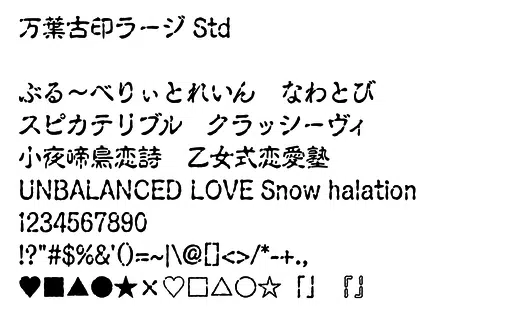 万葉古印ラージ Std
ぶる～べりぃとれいん　なわとび
スピカテリブル　クラッシーヴィ
小夜啼鳥恋詩　乙女式恋愛塾
UNBALANCED LOVE Snow halation
1234567890
!?"#$%&'()=~|\@[]<>/*-+.,
♥■▲●★×♡□△○☆「」『』